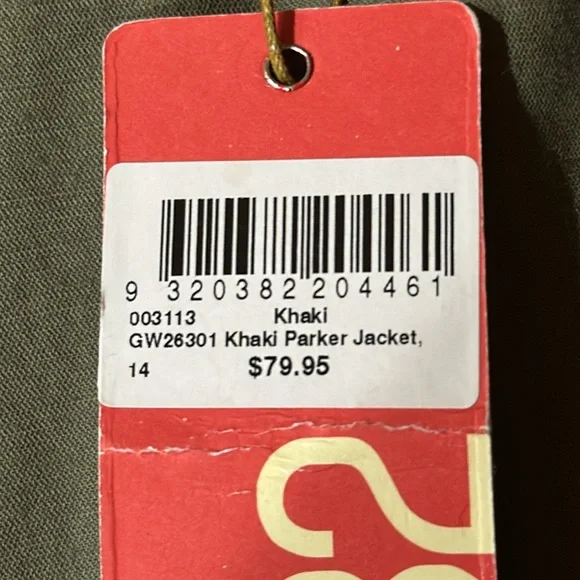 9 320382 204461
003113 Khaki
GW26301 Khaki Parker Jacket,
14 $79.95